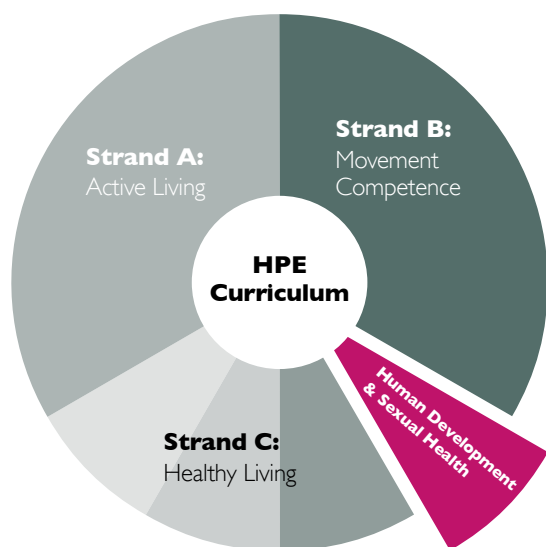 Strand A:
Active Living
Strand B:
Movement
Competence
HPE
Curriculum
Human Development
& Sexual Health
Strand C:
Healthy Living